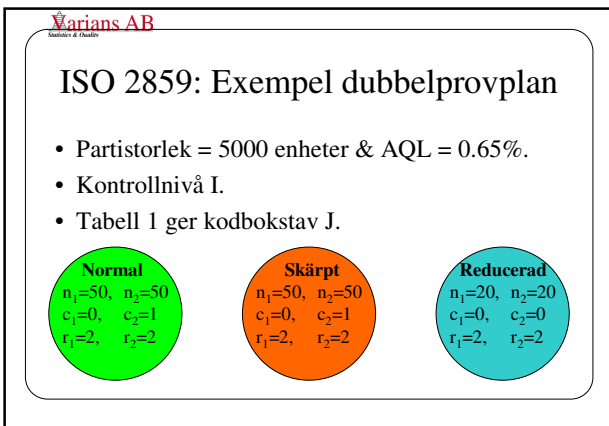 Varians AB
Statistics & Quality
ISO 2859: Exempel dubbelprovplan
• Partistorlek = 5000 enheter & AQL = 0.65%.
• Kontrollnivå I.
• Tabell 1 ger kodbokstav J.
Normal
n₁=50, n₂=50
c₁=0, c₂=1
r₁=2, r₂=2
Skärpt
n₁=50, n₂=50
c₁=0, c₂=1
r₁=2, r₂=2
Reducerad
n₁=20, n₂=20
c₁=0, c₂=0
r₁=2, r₂=2